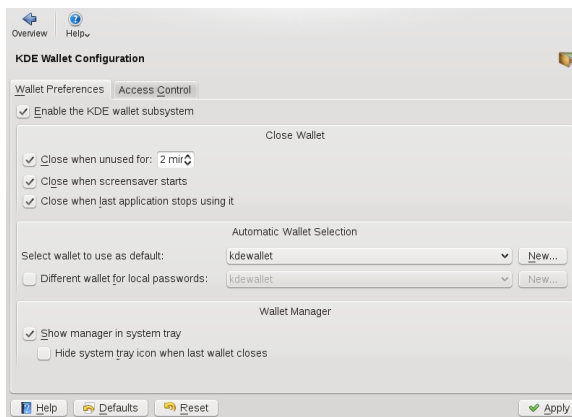 Overview Help
KDE Wallet Configuration
Wallet Preferences Access Control
Enable the KDE wallet subsystem
Close Wallet
Close when unused for: 2 min
Close when screensaver starts
Close when last application stops using it
Automatic Wallet Selection
Select wallet to use as default: kdewallet New...
Different wallet for local passwords: kdewallet New...
Wallet Manager
Show manager in system tray
Hide system tray icon when last wallet closes
Help Defaults Reset Apply